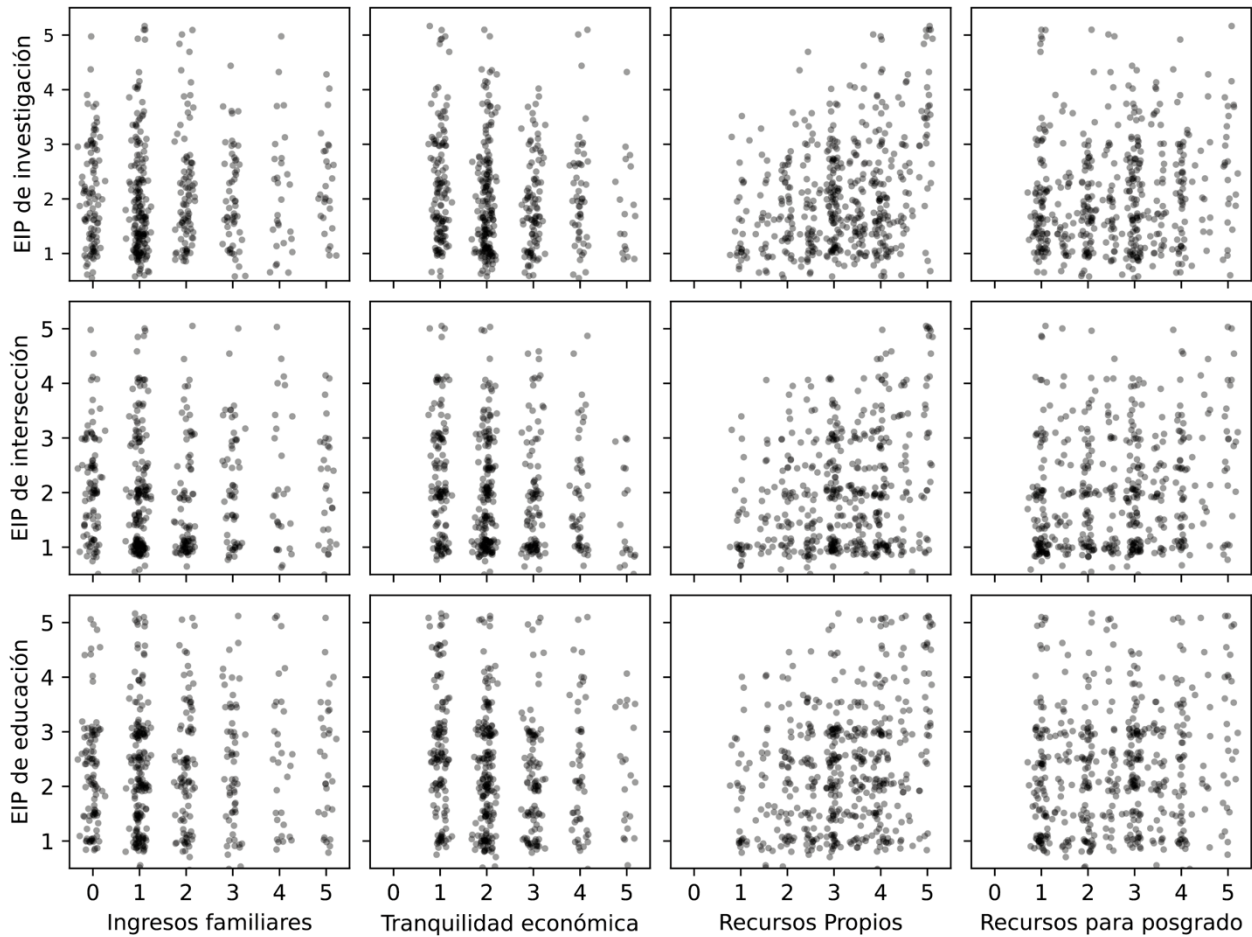 5
4
3
2
1
EIP de investigación
5
4
3
2
1
EIP de intersección
5
4
3
2
1
EIP de educación
0 1 2 3 4 5
0 1 2 3 4 5
0 1 2 3 4 5
0 1 2 3 4 5
Ingresos familiares
Tranquilidad económica
Recursos Propios
Recursos para posgrado